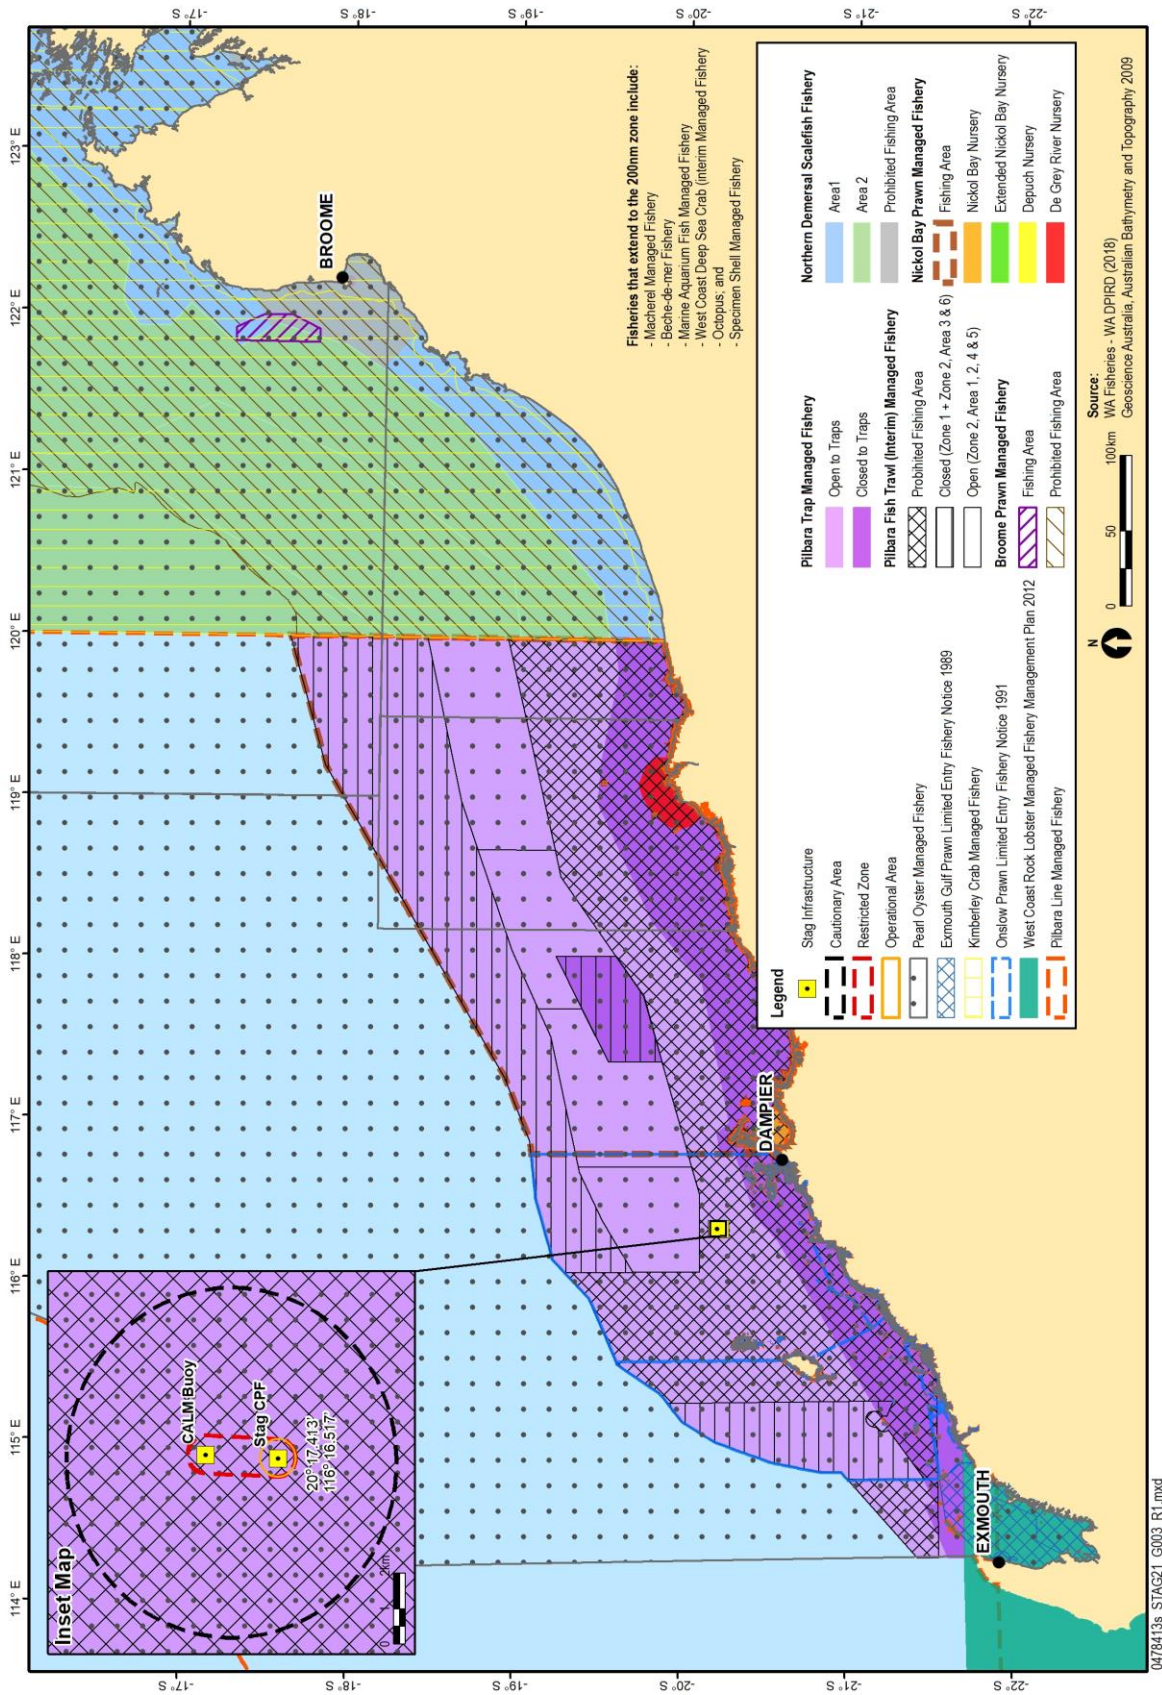 114° E
115° E
116° E
117° E
118° E
119° E
120° E
121° E
122° E
123° E
-17° S
-18° S
-19° S
-20° S
-21° S
-22° S
-17° S
-18° S
-19° S
-20° S
-21° S
-22° S
Inset Map
CALM Buoy
Stag CPF
20° 17.413'
116° 16.517'
0 1 2km
BROOME
DAMPIER
EXMOUTH
Fisheries that extend to the 200nm zone include:
- Macherel Managed Fishery
- Beche-de-mer Fishery
- Marine Aquarium Fish Managed Fishery
- West Coast Deep Sea Crab (interim Managed Fishery
- Octopus; and
- Specimen Shell Managed Fishery
Legend
Stag Infrastructure
Cautionary Area
Restricted Zone
Operational Area
Pearl Oyster Managed Fishery
Exmouth Gulf Prawn Limited Entry Fishery Notice 1989
Kimberley Crab Managed Fishery
Onslow Prawn Limited Entry Fishery Notice 1991
West Coast Rock Lobster Managed Fishery Management Plan 2012
Pilbara Line Managed Fishery
Pilbara Trap Managed Fishery
Open to Traps
Closed to Traps
Pilbara Fish Trawl (Interim) Managed Fishery
Probihited Fishing Area
Closed (Zone 1 + Zone 2, Area 3 & 6)
Open (Zone 2, Area 1, 2, 4 & 5)
Broome Prawn Managed Fishery
Fishing Area
Prohibited Fishing Area
Northern Demersal Scalefish Fishery
Area1
Area 2
Prohibited Fishing Area
Nickol Bay Prawn Managed Fishery
Fishing Area
Nickol Bay Nursery
Extended Nickol Bay Nursery
Depuch Nursery
De Grey River Nursery
N
0 50 100km
Source:
WA Fisheries - WA DPIRD (2018)
Geoscience Australia, Australian Bathymetry and Topography 2009
0478413s_STAG21_G003_R1.mxd